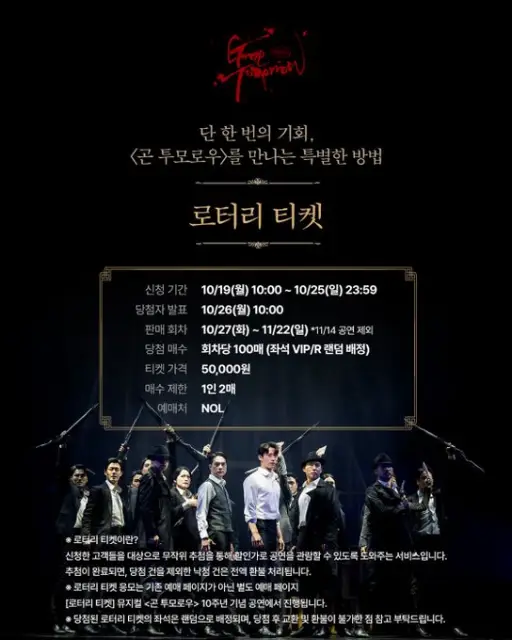 Gone Tomorrow
단 한 번의 기회,
〈곤 투모로우〉를 만나는 특별한 방법
로터리 티켓
신청 기간 10/19(월) 10:00 ~ 10/25(일) 23:59
당첨자 발표 10/26(월) 10:00
판매 회차 10/27(화) ~ 11/22(일) *11/14 공연 제외
당첨 매수 회차당 100매 (좌석 VIP/R 랜덤 배정)
티켓 가격 50,000원
매수 제한 1인 2매
예매처 NOL
※ 로터리 티켓이란?
신청한 고객들을 대상으로 무작위 추첨을 통해 할인가로 공연을 관람할 수 있도록 도와주는 서비스입니다.
추첨이 완료되면, 당첨 건을 제외한 낙첨 건은 전액 환불 처리됩니다.
※ 로터리 티켓 응모는 기존 예매 페이지가 아닌 별도 예매 페이지
[로터리 티켓] 뮤지컬 <곤 투모로우> 10주년 기념 공연에서 진행됩니다.
※ 당첨된 로터리 티켓의 좌석은 랜덤으로 배정되며, 당첨 후 교환 및 환불이 불가한 점 참고 부탁드립니다.